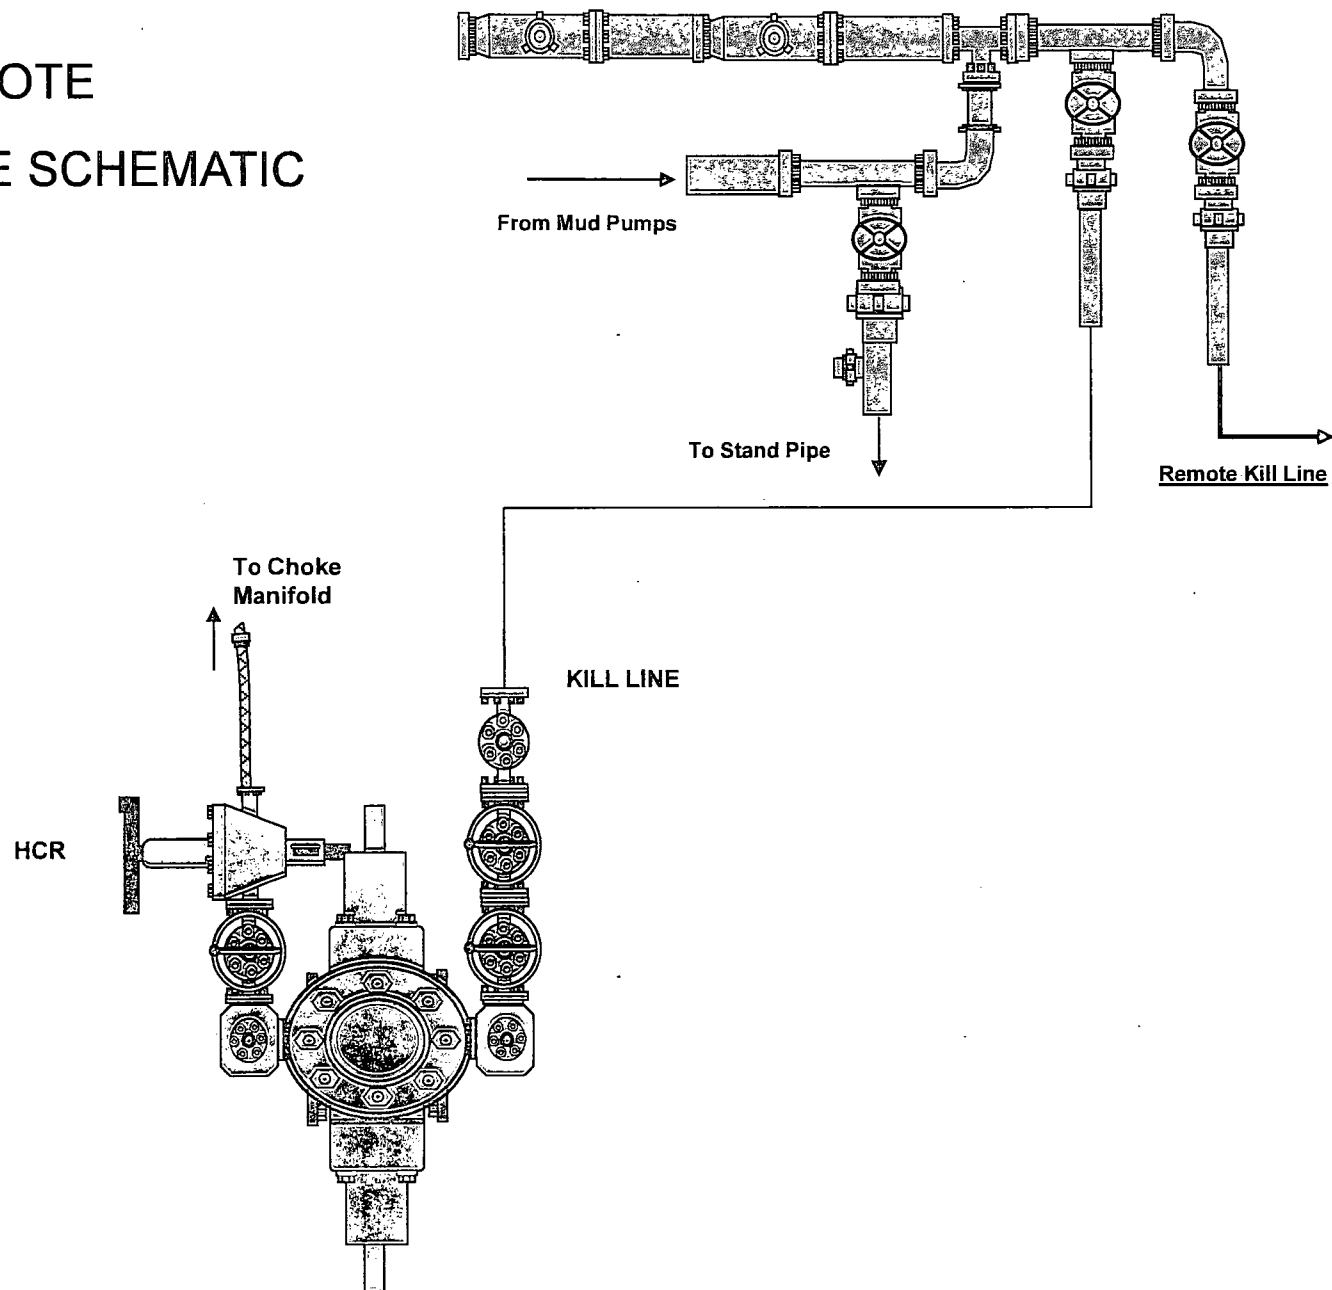 OTE
E SCHEMATIC
From Mud Pumps
To Stand Pipe
Remote Kill Line
To Choke
Manifold
KILL LINE
HCR